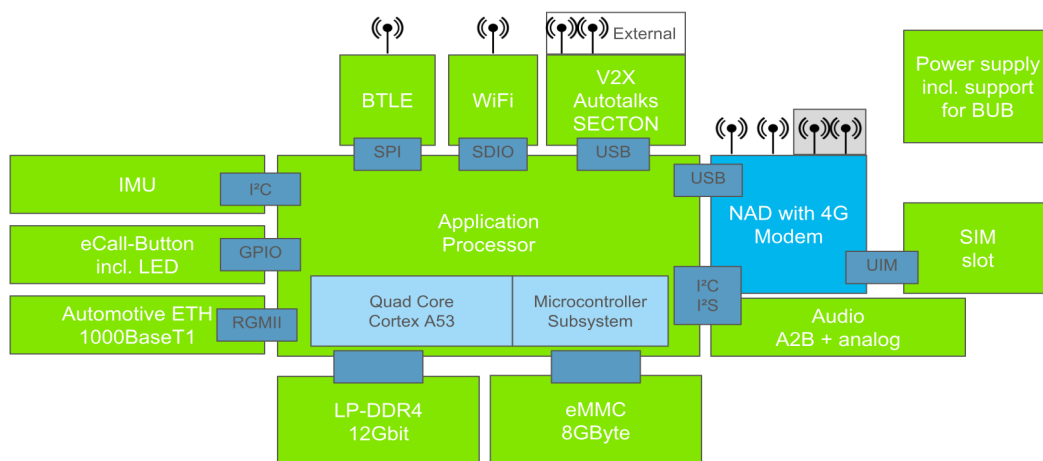 External
BTLE
WiFi
V2X
Autotalks
SECTON
Power supply
incl. support
for BUB
SPI
SDIO
USB
IMU
I²C
USB
Application
Processor
NAD with 4G
Modem
eCall-Button
incl. LED
GPIO
UIM
SIM
slot
Automotive ETH
1000BaseT1
RGMII
Quad Core
Cortex A53
Microcontroller
Subsystem
I²C
I²S
Audio
A2B + analog
LP-DDR4
12Gbit
eMMC
8GByte